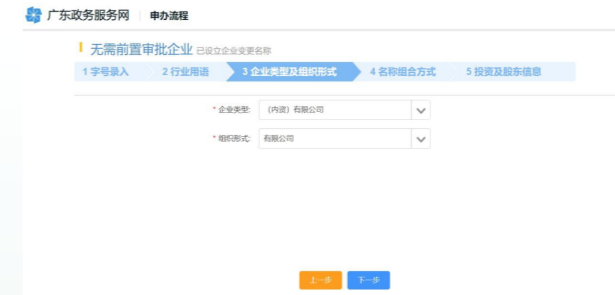 广东政务服务网 申办流程
无需前置审批企业 已设立企业变更名称
1 字号录入 2 行业用语 3 企业类型及组织形式 4 名称组合方式 5 投资及股东信息
* 企业类型: (内资) 有限公司
* 组织形式: 有限公司
上一步 下一步